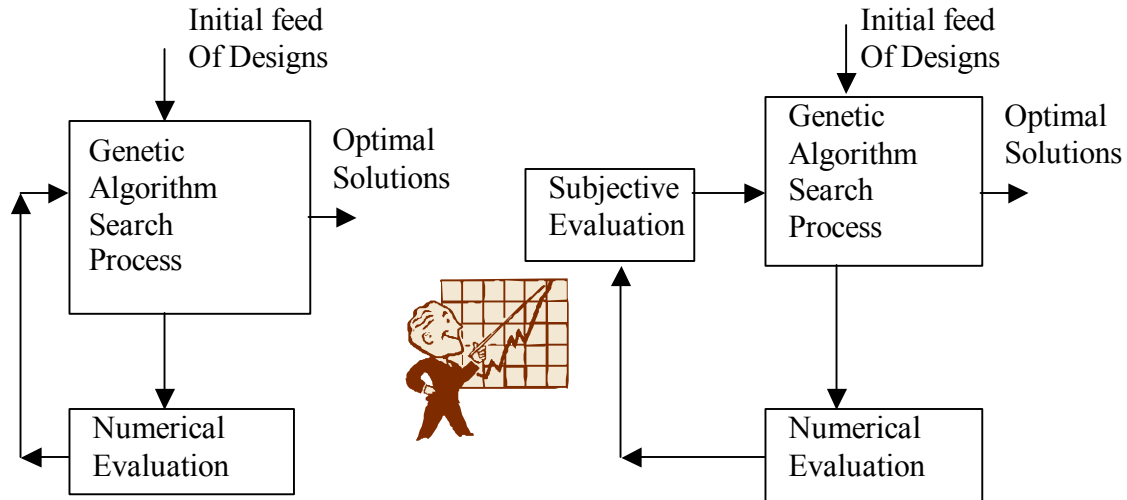 Initial feed
Of Designs
Genetic
Algorithm
Search
Process
Optimal
Solutions
Numerical
Evaluation
Initial feed
Of Designs
Subjective
Evaluation
Genetic
Algorithm
Search
Process
Optimal
Solutions
Numerical
Evaluation